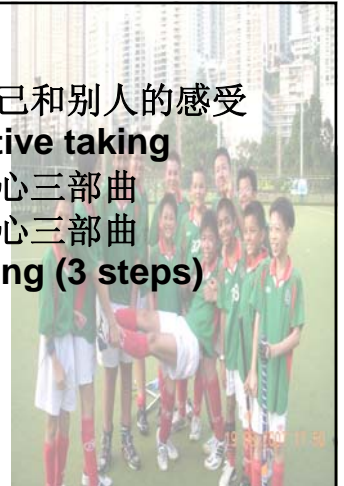 己和别人的感受
tive taking
心三部曲
心三部曲
ng (3 steps)